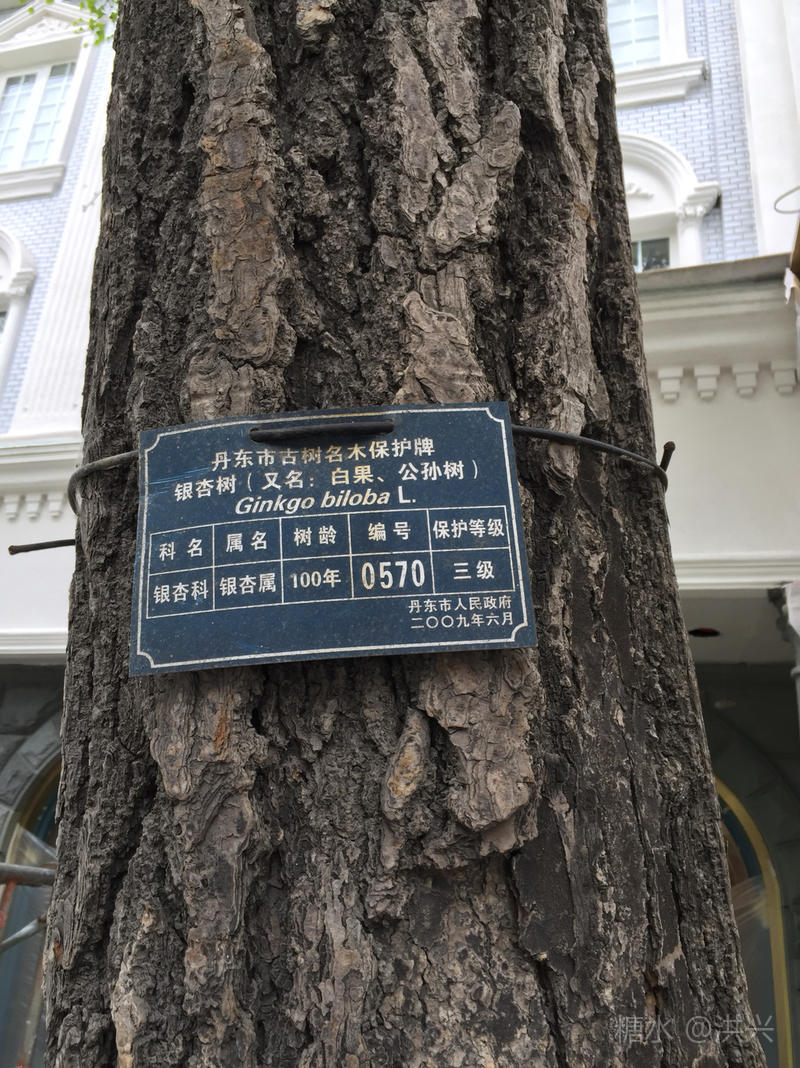 丹东市古树名木保护牌
银杏树（又名：白果、公孙树）
Ginkgo biloba L.
科名 属名 树龄 编号 保护等级
银杏科 银杏属 100年 0570 三级
丹东市人民政府
二〇〇九年六月
糖水 @洪兴